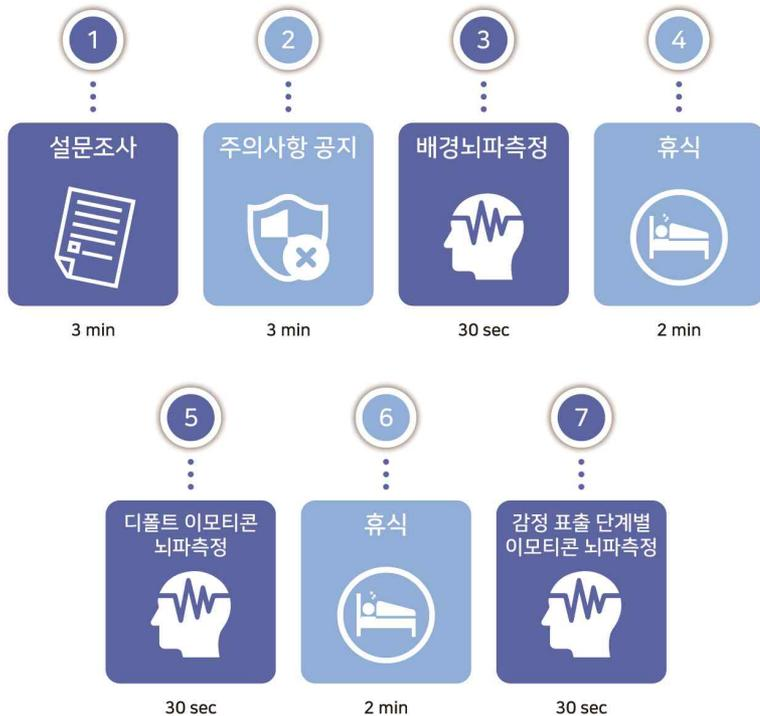 1
2
3
4
설문조사
주의사항 공지
배경뇌파측정
휴식
3 min
3 min
30 sec
2 min
5
6
7
디폴트 이모티콘
뇌파측정
휴식
감정 표출 단계별
이모티콘 뇌파측정
30 sec
2 min
30 sec